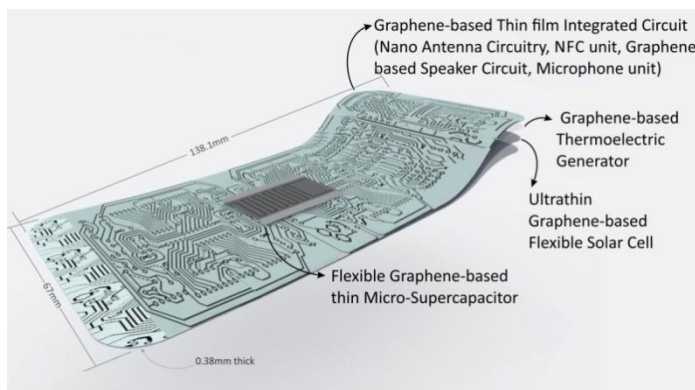 Graphene-based Thin film Integrated Circuit
(Nano Antenna Circuitry, NFC unit, Graphene
based Speaker Circuit, Microphone unit)
138.1mm
Graphene-based
Thermoelectric
Generator
Ultrathin
Graphene-based
Flexible Solar Cell
67mm
Flexible Graphene-based
thin Micro-Supercapacitor
0.38mm thick